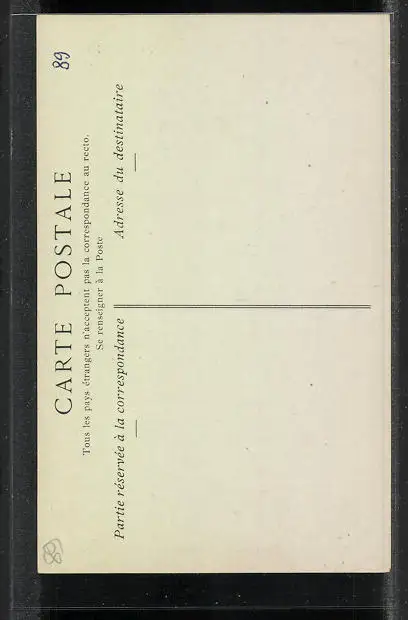 89
CARTE POSTALE
Tous les pays étrangers n'acceptent pas la correspondance au recto.
Se renseigner à la Poste
Partie réservée à la correspondance
Adresse du destinataire
89